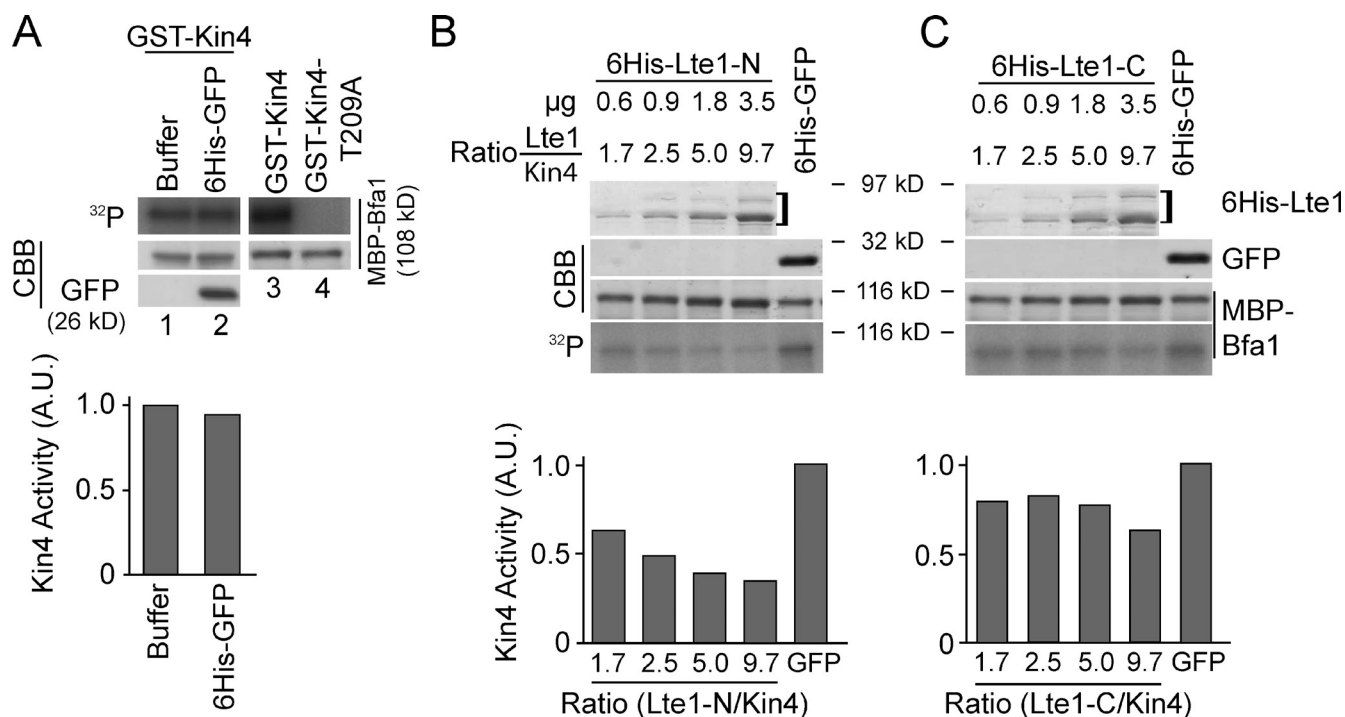 A
GST-Kin4
Buffer
6His-GFP
GST-Kin4
GST-Kin4-
T209A
32P
CBB
GFP
(26 kD)
1
2
3
4
MBP-Bfa1
(108 kD)
Kin4 Activity (A.U.)
1.0
0.5
0
Buffer
6His-GFP
B
6His-Lte1-N
6His-GFP
µg 0.6 0.9 1.8 3.5
Ratio Lte1
Kin4
1.7 2.5 5.0 9.7
CBB
32P
– 97 kD –
– 32 kD –
– 116 kD –
– 116 kD –
Kin4 Activity (A.U.)
1.0
0.5
0
1.7 2.5 5.0 9.7 GFP
Ratio (Lte1-N/Kin4)
C
6His-Lte1-C
6His-GFP
0.6 0.9 1.8 3.5
1.7 2.5 5.0 9.7
6His-Lte1
GFP
MBP-
Bfa1
1.0
0.5
0
1.7 2.5 5.0 9.7 GFP
Ratio (Lte1-C/Kin4)